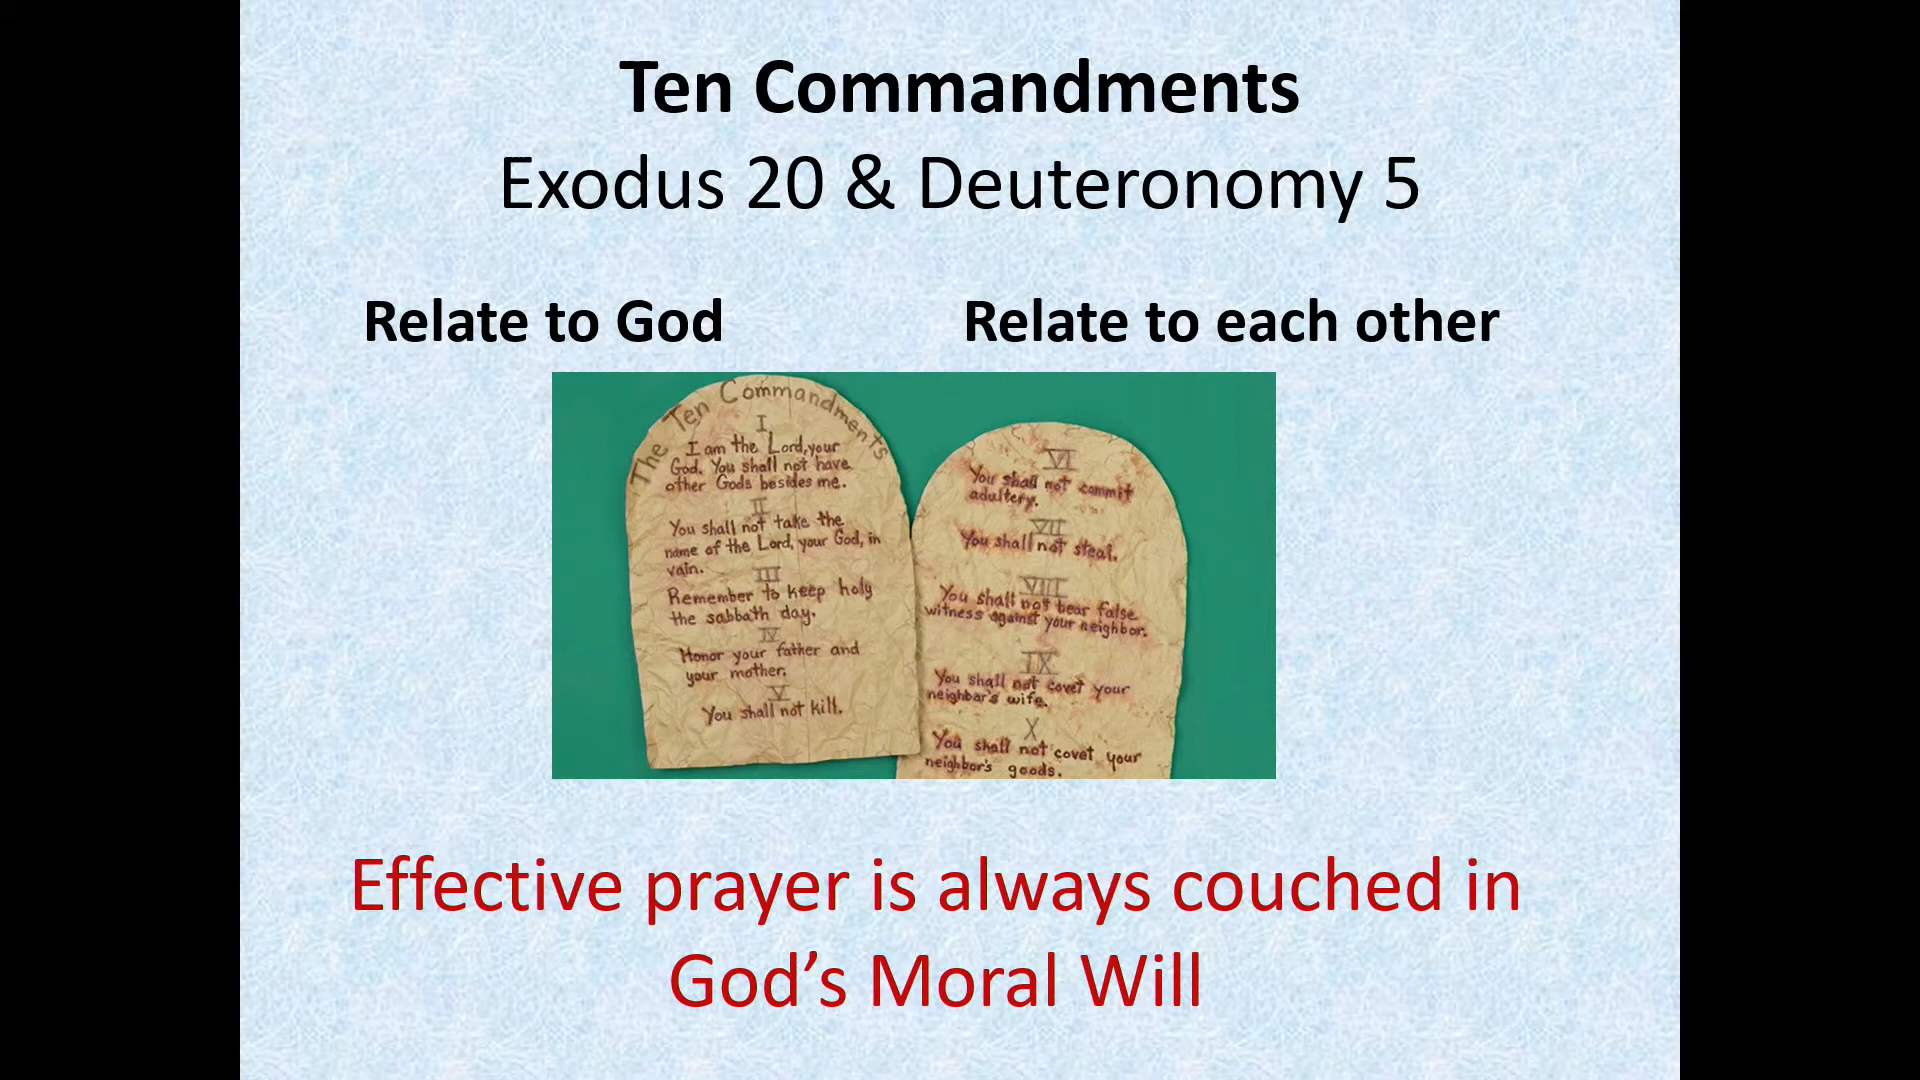 Ten Commandments
Exodus 20 & Deuteronomy 5
Relate to God
Relate to each other
The Ten Commandments
I
I am the Lord, your
God. You shall not have
other Gods besides me.
II
You shall not take the
name of the Lord, your God, in
vain.
III
Remember to keep holy
the sabbath day.
IV
Honor your father and
your mother.
V
You shall not kill.
VI
You shall not commit
adultery.
VII
You shall not steal.
VIII
You shall not bear false
witness against your neighbor.
IX
You shall not covet your
neighbor's wife.
X
You shall not covet your
neighbor's goods.
Effective prayer is always couched in
God’s Moral Will